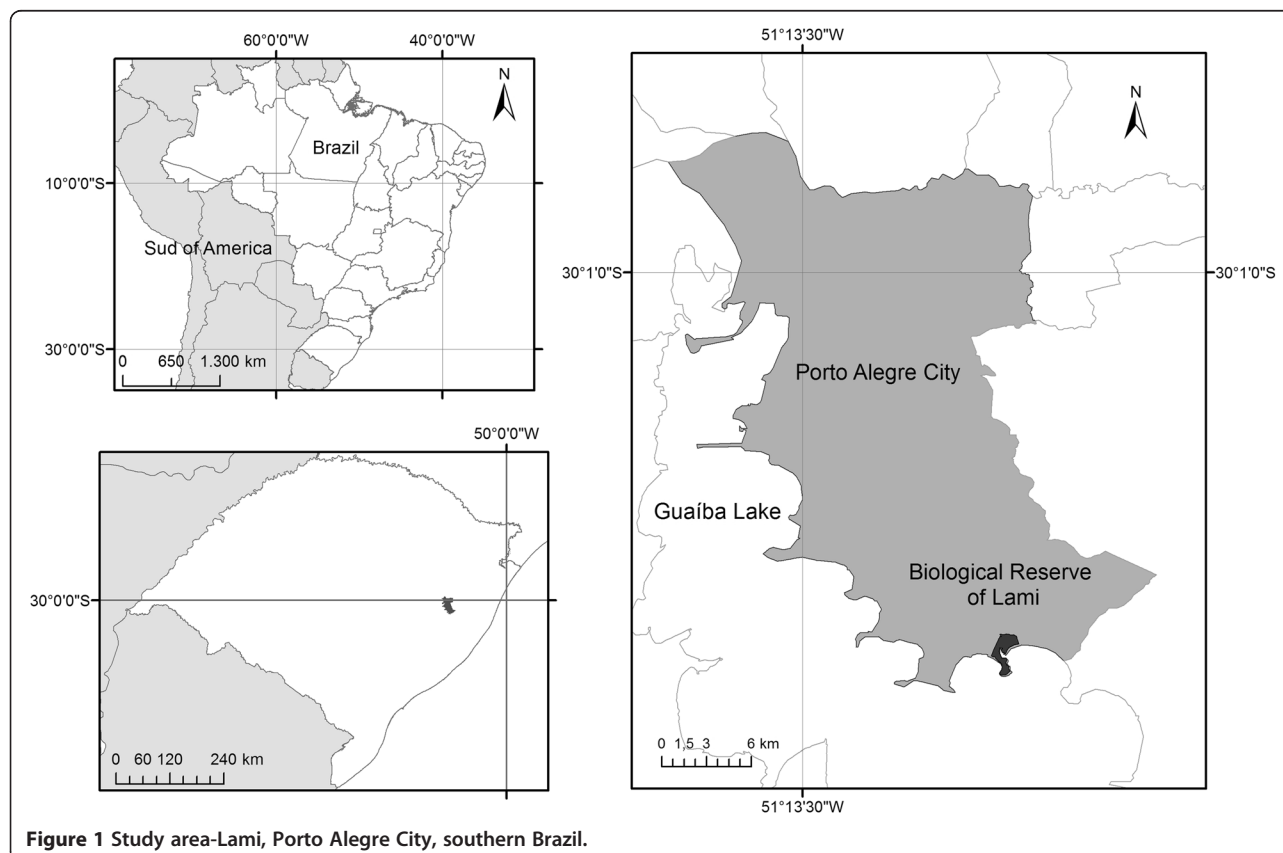 60°0'0"W 40°0'0"W
N
Brazil
10°0'0"S
Sud of America
30°0'0"S
0 650 1.300 km
50°0'0"W
30°0'0"S
0 60 120 240 km
51°13'30"W
N
30°1'0"S 30°1'0"S
Porto Alegre City
Guaíba Lake
Biological Reserve
of Lami
0 1,5 3 6 km
51°13'30"W
Figure 1 Study area-Lami, Porto Alegre City, southern Brazil.